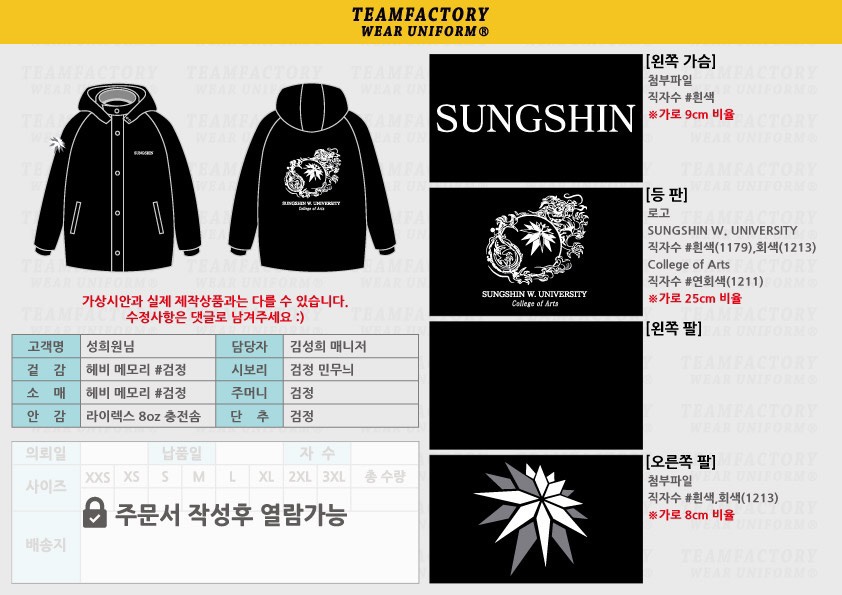 TEAMFACTORY
WEAR UNIFORM®
SUNGSHIN
SUNGSHIN W. UNIVERSITY
College of Arts
가상시안과 실제 제작상품과는 다를 수 있습니다.
수정사항은 댓글로 남겨주세요 :)
고객명 성희원님 담당자 김성희 매니저
겉 감 헤비 메모리 #검정 시보리 검정 민무늬
소 매 헤비 메모리 #검정 주머니 검정
안 감 라이렉스 8oz 충전솜 단 추 검정
의뢰일 납품일 자 수
사이즈 XXS XS S M L XL 2XL 3XL 총 수량
주문서 작성후 열람가능
배송지
SUNGSHIN
[왼쪽 가슴]
첨부파일
직자수 #흰색
※가로 9cm 비율
SUNGSHIN W. UNIVERSITY
College of Arts
[등 판]
로고
SUNGSHIN W. UNIVERSITY
직자수 #흰색(1179),회색(1213)
College of Arts
직자수 #연회색(1211)
※가로 25cm 비율
[왼쪽 팔]
[오른쪽 팔]
첨부파일
직자수 #흰색,회색(1213)
※가로 8cm 비율